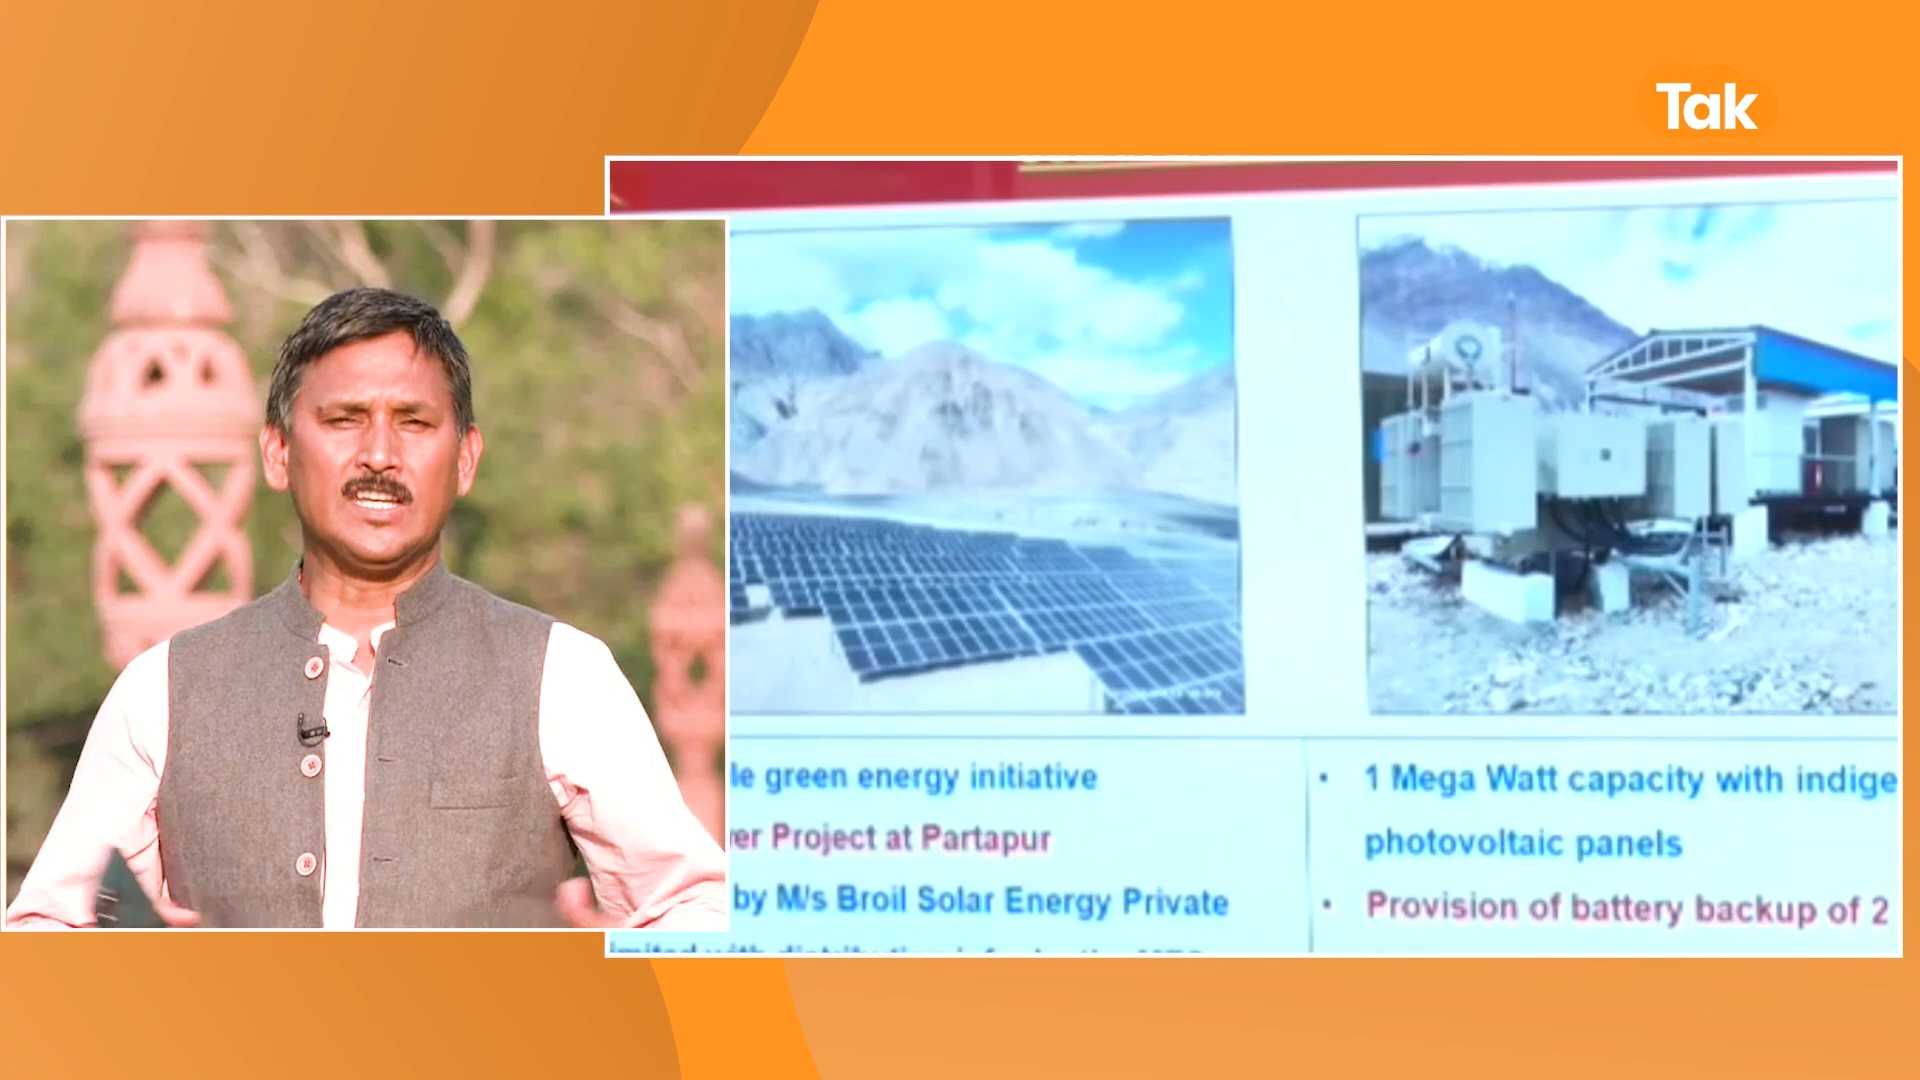 Tak
le green energy initiative
er Project at Partapur
by M/s Broil Solar Energy Private
• 1 Mega Watt capacity with indige
photovoltaic panels
• Provision of battery backup of 2